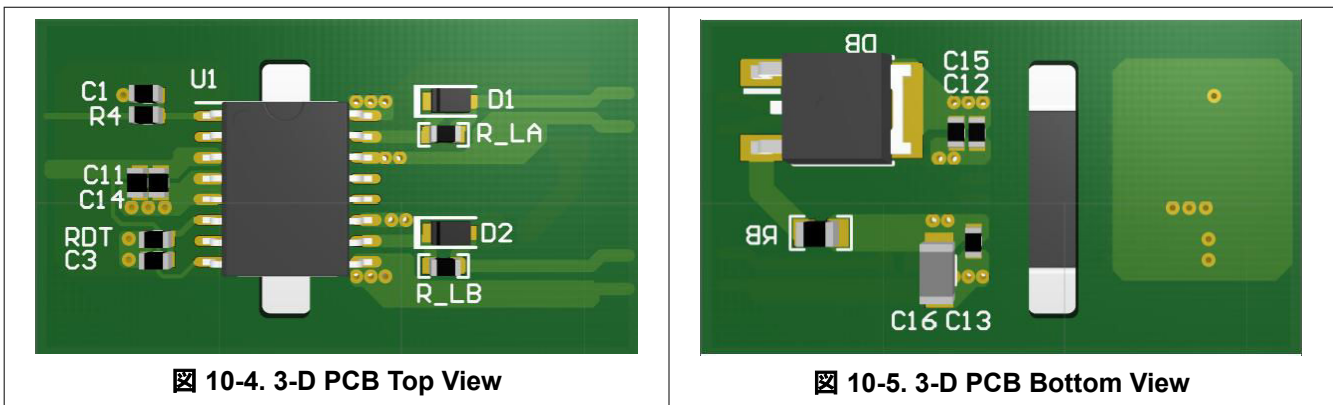 C1
R4
U1
D1
R_LA
C11
C14
RDT
C3
D2
R_LB
図 10-4. 3-D PCB Top View
DB
C15
C12
RB
C16 C13
図 10-5. 3-D PCB Bottom View